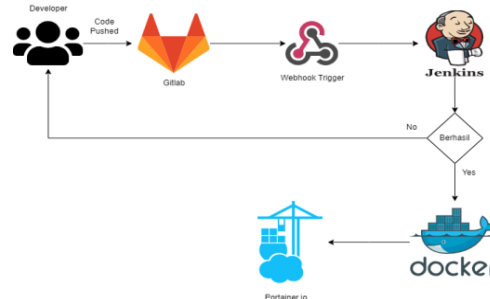 Developer
Code
Pushed
Gitlab
Webhook Trigger
Jenkins
No
Berhasil
Yes
docker
Portainer.io